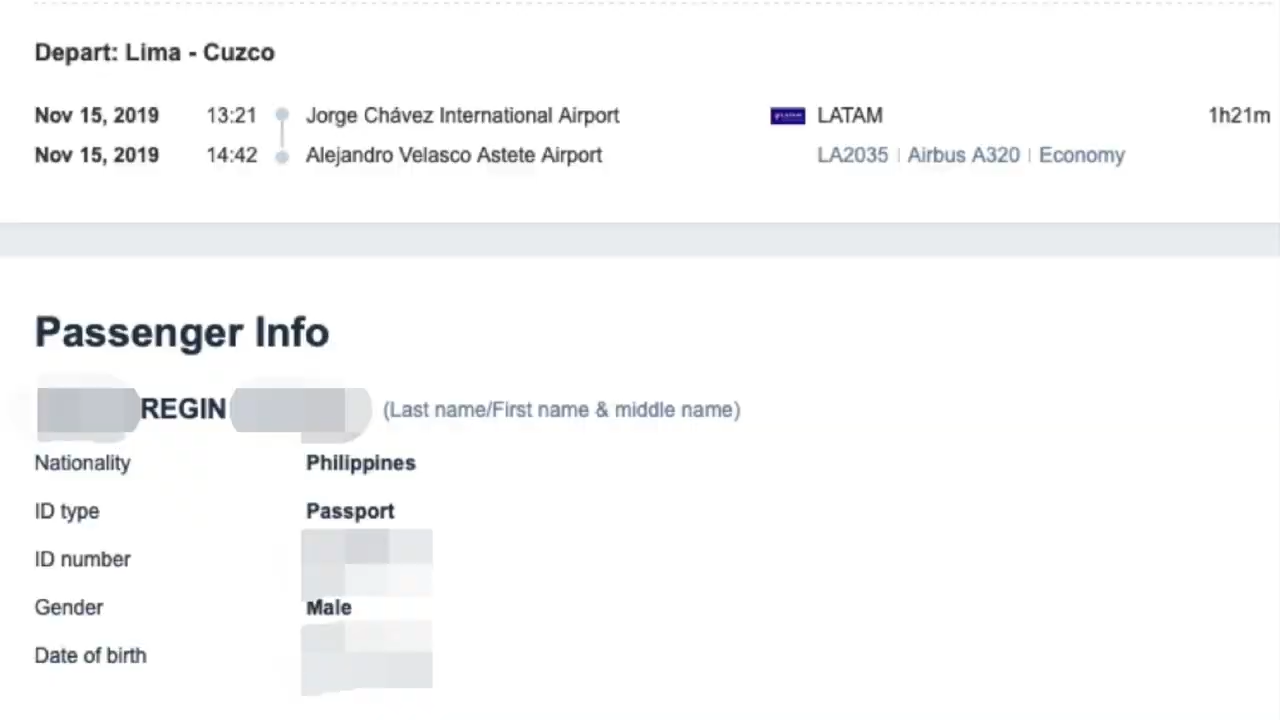 Depart: Lima - Cuzco
Nov 15, 2019 13:21 Jorge Chávez International Airport LATAM 1h21m
Nov 15, 2019 14:42 Alejandro Velasco Astete Airport LA2035 | Airbus A320 | Economy
Passenger Info
REGIN (Last name/First name & middle name)
Nationality Philippines
ID type Passport
ID number
Gender Male
Date of birth